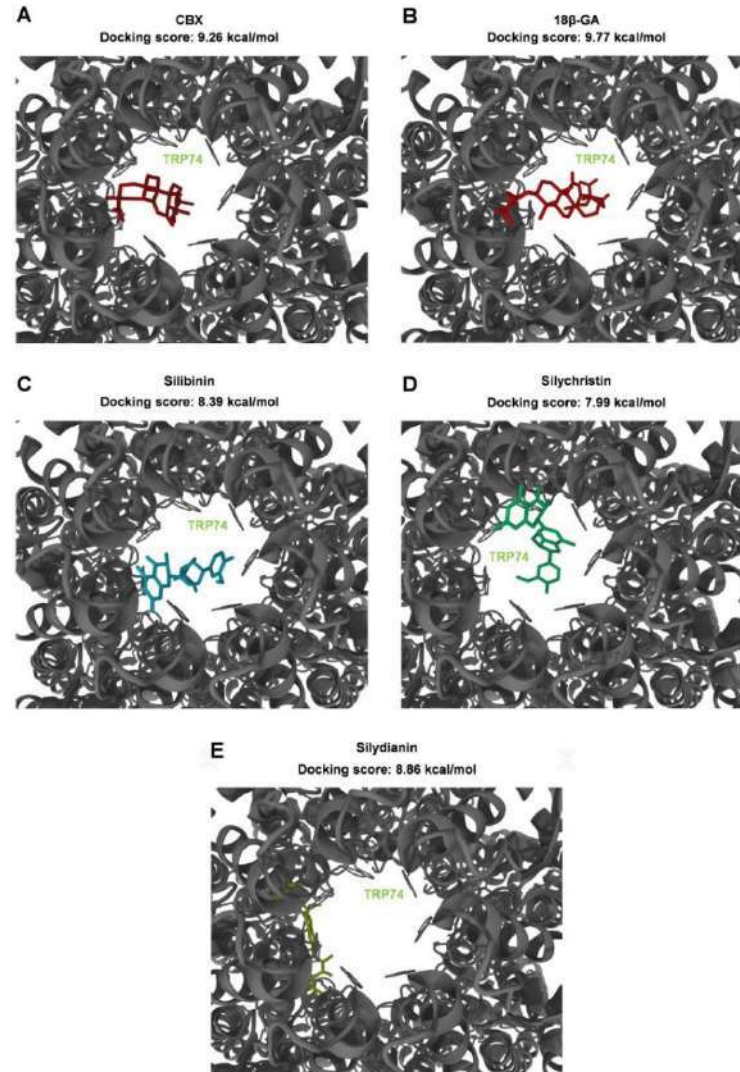 A
CBX
Docking score: 9.26 kcal/mol
TRP74
B
18β-GA
Docking score: 9.77 kcal/mol
TRP74
C
Silibinin
Docking score: 8.39 kcal/mol
TRP74
D
Silychristin
Docking score: 7.99 kcal/mol
TRP74
E
Silydianin
Docking score: 8.86 kcal/mol
TRP74